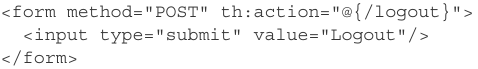 <form method="POST" th:action="@{/logout}">
  <input type="submit" value="Logout"/>
</form>